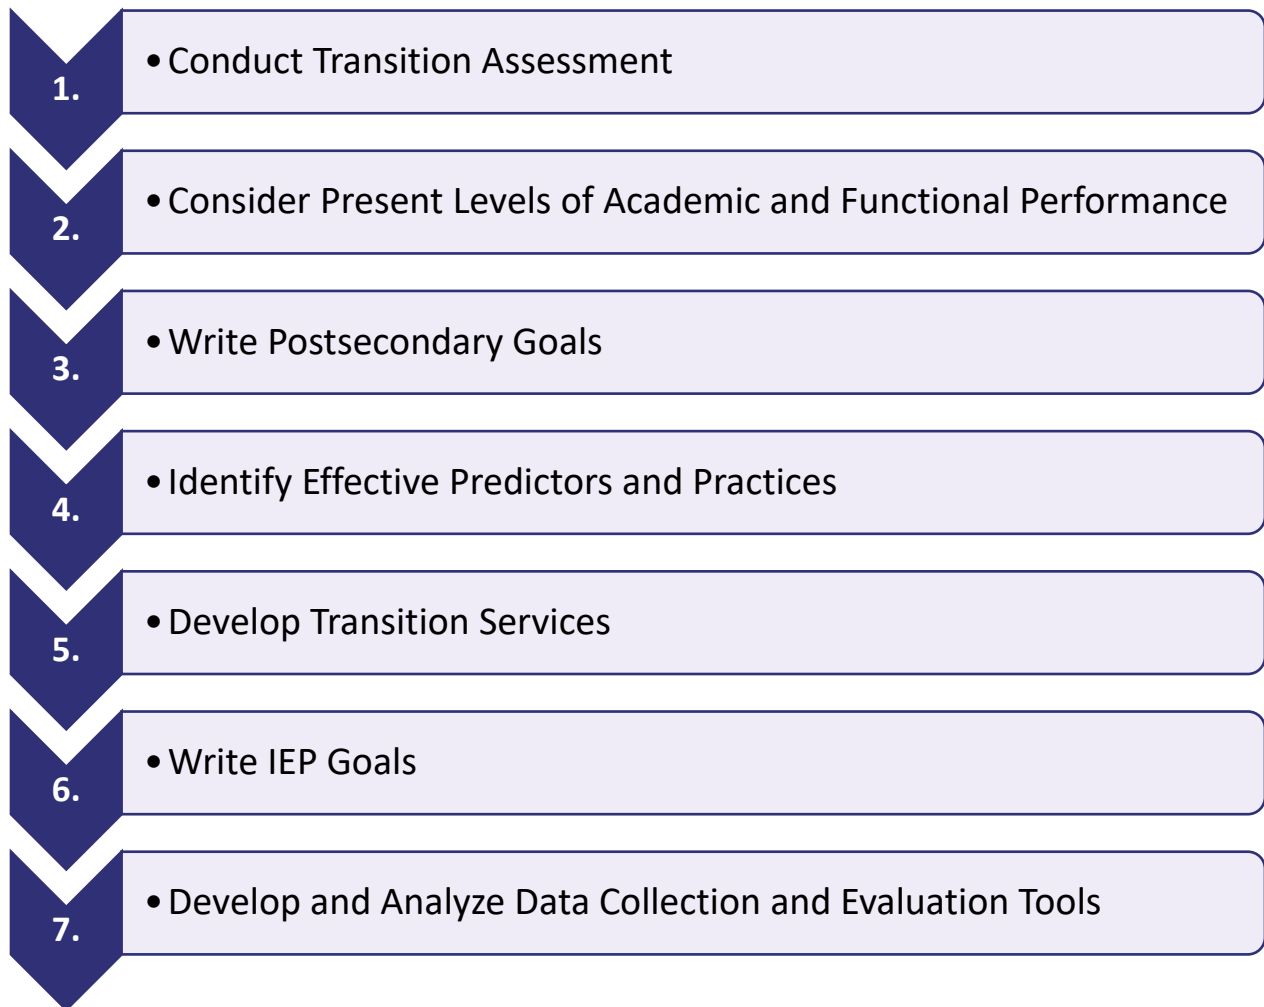 1.
• Conduct Transition Assessment
2.
• Consider Present Levels of Academic and Functional Performance
3.
• Write Postsecondary Goals
4.
• Identify Effective Predictors and Practices
5.
• Develop Transition Services
6.
• Write IEP Goals
7.
• Develop and Analyze Data Collection and Evaluation Tools